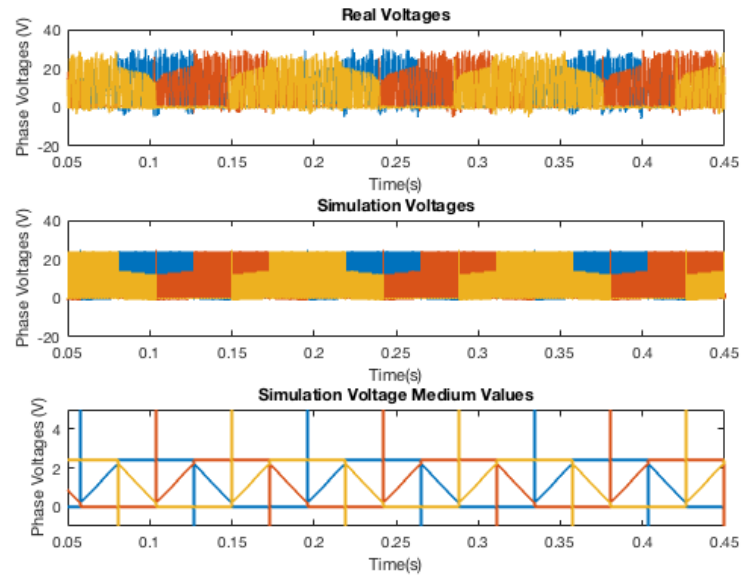 Real Voltages
Phase Voltages (V)
40
20
0
-20
0.05 0.1 0.15 0.2 0.25 0.3 0.35 0.4 0.45
Time(s)
Simulation Voltages
Phase Voltages (V)
40
20
0
-20
0.05 0.1 0.15 0.2 0.25 0.3 0.35 0.4 0.45
Time(s)
Simulation Voltage Medium Values
Phase Voltages (V)
4
2
0
0.05 0.1 0.15 0.2 0.25 0.3 0.35 0.4 0.45
Time(s)